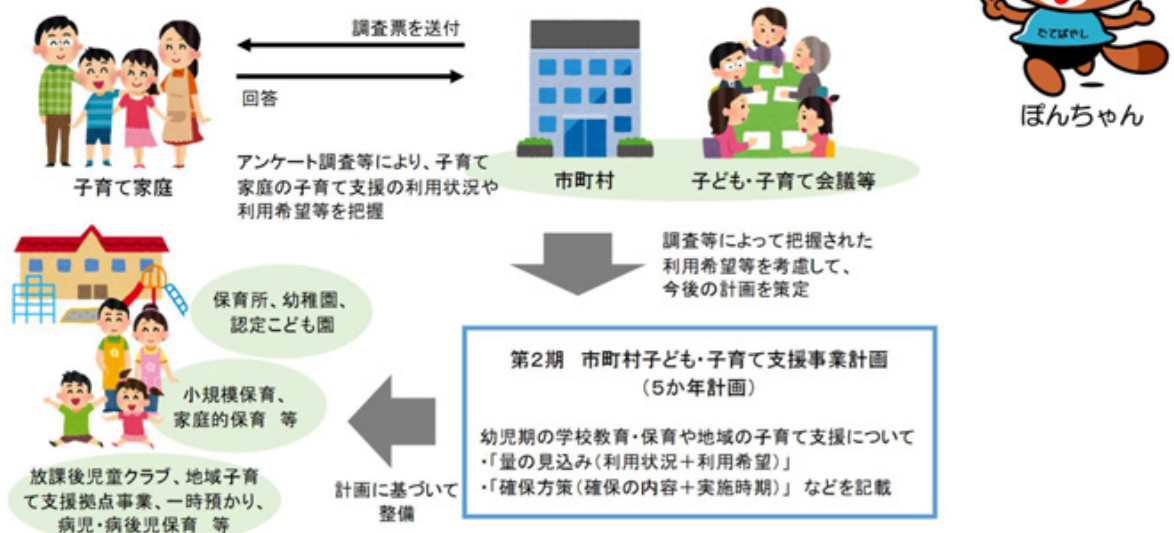 調査票を送付
回答
たてばやし
ぽんちゃん
子育て家庭
アンケート調査等により、子育て
家庭の子育て支援の利用状況や
利用希望等を把握
市町村
子ども・子育て会議等
調査等によって把握された
利用希望等を考慮して、
今後の計画を策定
保育所、幼稚園、
認定こども園
小規模保育、
家庭的保育 等
放課後児童クラブ、地域子育
て支援拠点事業、一時預かり、
病児・病後児保育 等
計画に基づいて
整備
第2期 市町村子ども・子育て支援事業計画
(5か年計画)
幼児期の学校教育・保育や地域の子育て支援について
・「量の見込み(利用状況+利用希望)」
・「確保方策(確保の内容+実施時期)」 などを記載